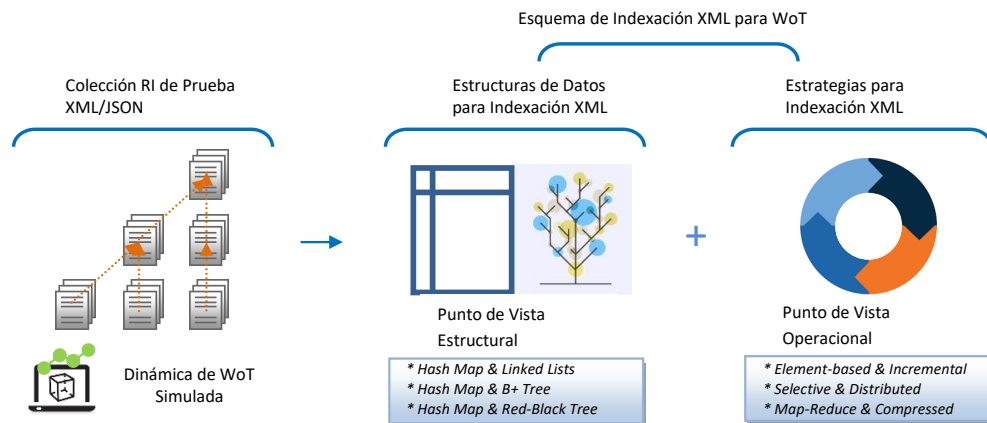 Esquema de Indexación XML para WoT
Colección RI de Prueba
XML/JSON
Estructuras de Datos
para Indexación XML
Estrategias para
Indexación XML
Punto de Vista
Estructural
Punto de Vista
Operacional
* Hash Map & Linked Lists
* Hash Map & B+ Tree
* Hash Map & Red-Black Tree
* Element-based & Incremental
* Selective & Distributed
* Map-Reduce & Compressed
Dinámica de WoT
Simulada